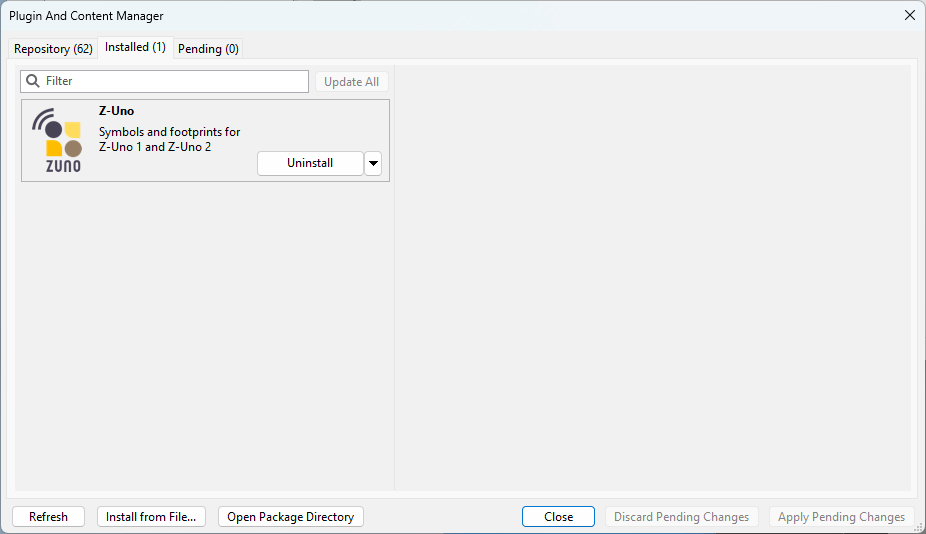 Plugin And Content Manager
Repository (62) Installed (1) Pending (0)
Filter Update All
Z-Uno
Symbols and footprints for
Z-Uno 1 and Z-Uno 2
ZUNO
Uninstall
Refresh Install from File... Open Package Directory Close Discard Pending Changes Apply Pending Changes